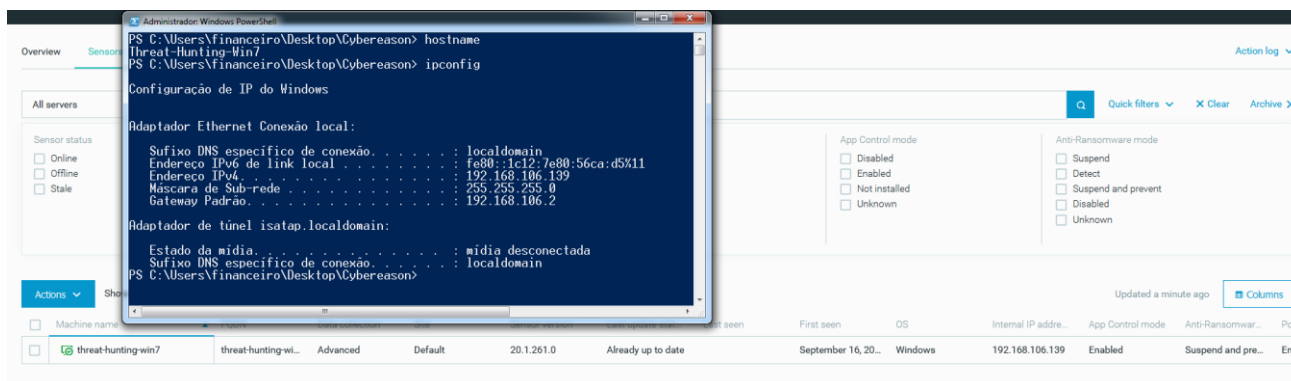 Administrador: Windows PowerShell
PS C:\Users\financeiro\Desktop\Cybereason> hostname
Threat-Hunting-Win7
PS C:\Users\financeiro\Desktop\Cybereason> ipconfig
Configuração de IP do Windows
Adaptador Ethernet Conexão local:
Sufixo DNS específico de conexão. . . . . . : localdomain
Endereço IPv6 de link local . . . . . . . . : fe80::1c12:7e80:56ca:d5%11
Endereço IPv4. . . . . . . . . . . . . . . : 192.168.106.139
Máscara de Sub-rede . . . . . . . . . . . . : 255.255.255.0
Gateway Padrão. . . . . . . . . . . . . . . : 192.168.106.2
Adaptador de túnel isatap.localdomain:
Estado da mídia. . . . . . . . . . . . . . : mídia desconectada
Sufixo DNS específico de conexão. . . . . . : localdomain
PS C:\Users\financeiro\Desktop\Cybereason>
Overview Sensors Action log
All servers Quick filters Clear Archive
Sensor status App Control mode Anti-Ransomware mode
Online Disabled Suspend
Offline Enabled Detect
Stale Not installed Suspend and prevent
Unknown Disabled
Unknown
Actions Updated a minute ago Columns
Machine name First seen OS Internal IP addre... App Control mode Anti-Ransomwar...
threat-hunting-win7 threat-hunting-wi... Advanced Default 20.1.261.0 Already up to date September 16, 20... Windows 192.168.106.139 Enabled Suspend and pre...